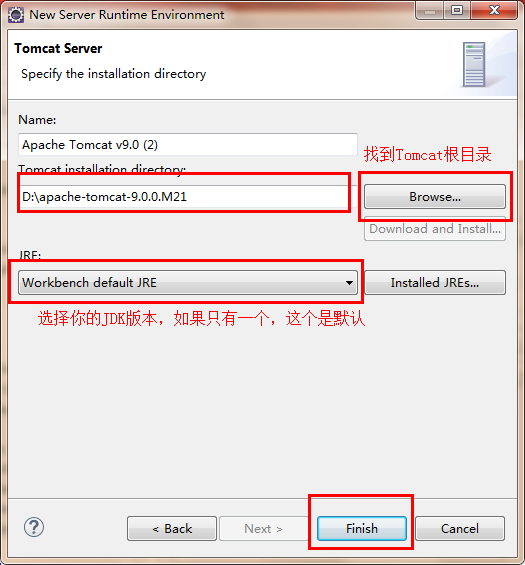 New Server Runtime Environment
Tomcat Server
Specify the installation directory
Name:
Apache Tomcat v9.0 (2)
找到Tomcat根目录
Tomcat installation directory:
D:\apache-tomcat-9.0.0.M21
Browse...
Download and Install...
JRE:
Workbench default JRE
Installed JREs...
选择你的JDK版本，如果只有一个，这个是默认
?
< Back
Next >
Finish
Cancel